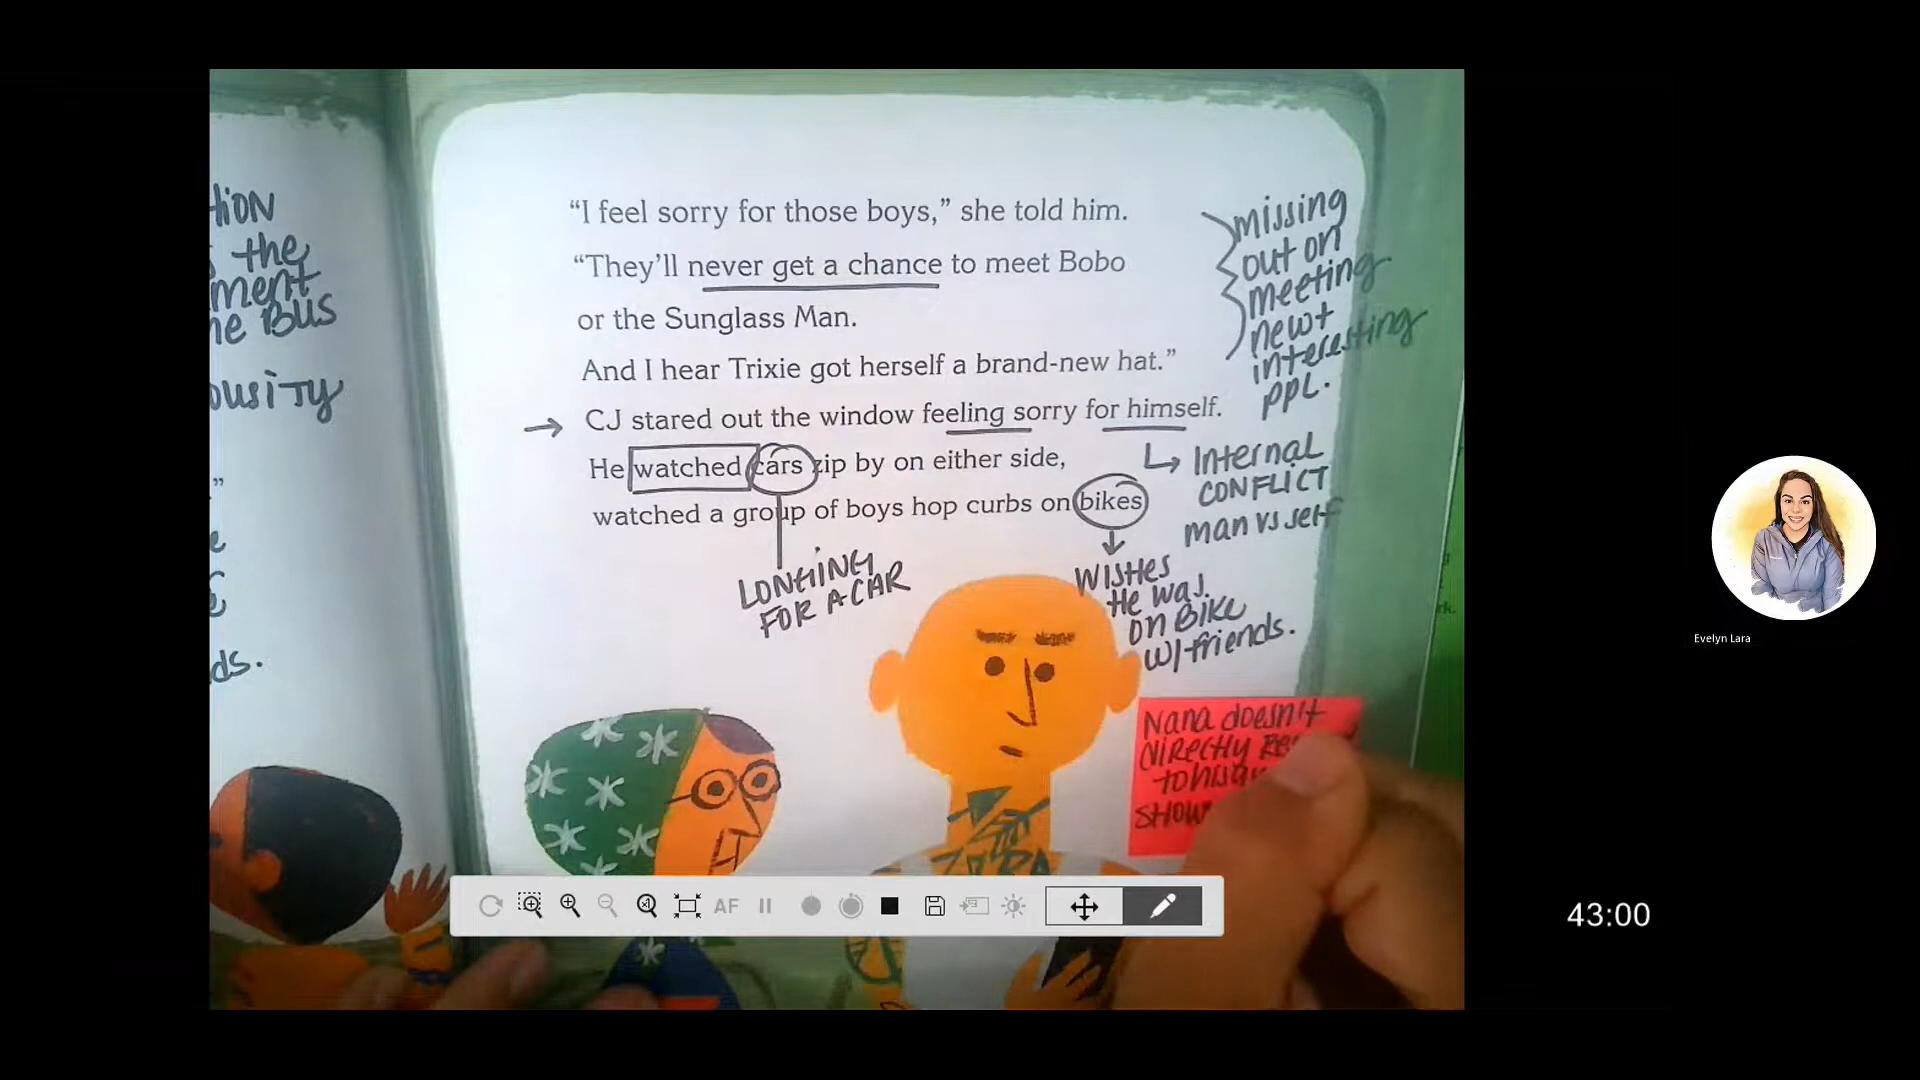 tion
the
ment
he Bus
ousity
”
e
e
ds.
“I feel sorry for those boys,” she told him.
“They’ll never get a chance to meet Bobo
or the Sunglass Man.
And I hear Trixie got herself a brand-new hat.”
→ CJ stared out the window feeling sorry for himself.
He watched cars zip by on either side,
watched a group of boys hop curbs on bikes
missing
out on
meeting
new+
interesting
ppl.
↳ Internal
CONFLICT
man vs self
LONGING
FOR A CAR
WISHES
He was
ON Bike
w/friends.
Nana doesn't
directly
to his
SHOW
AF
Evelyn Lara
43:00